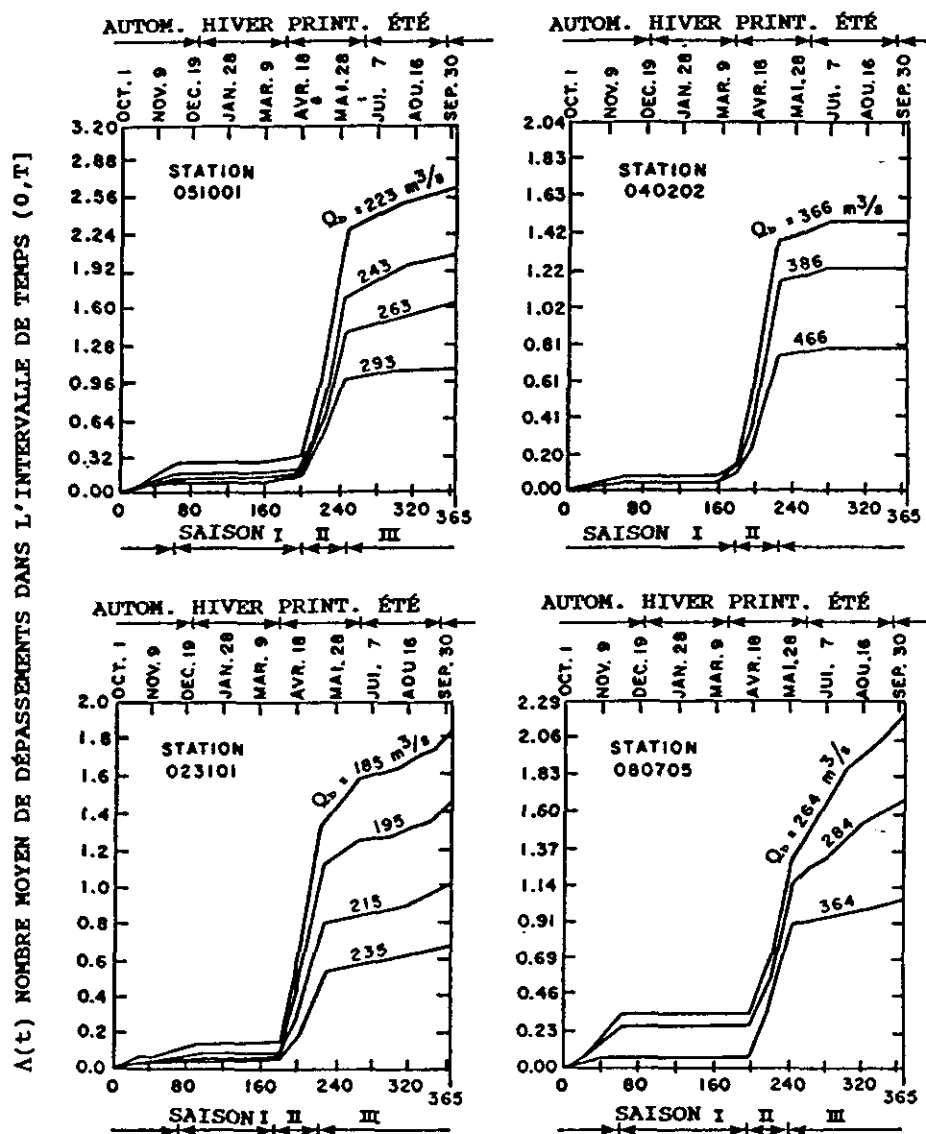 Λ(t) NOMBRE MOYEN DE DÉPASSEMENTS DANS L'INTERVALLE DE TEMPS (0,T]
AUTOM. HIVER PRINT. ÉTÉ
OCT. 1 NOV. 9 DEC. 19 JAN. 28 MAR. 9 AVR. 18 MAI. 28 JUI. 7 AOU. 16 SEP. 30
3.20
2.88
2.56
2.24
1.92
1.60
1.28
0.96
0.64
0.32
0.00
STATION
051001
Qb = 223 m³/s
243
263
293
0 80 160 240 320 365
SAISON I II III
AUTOM. HIVER PRINT. ÉTÉ
OCT. 1 NOV. 9 DEC. 19 JAN. 28 MAR. 9 AVR. 18 MAI. 28 JUI. 7 AOU. 16 SEP. 30
2.04
1.83
1.63
1.42
1.22
1.02
0.81
0.61
0.41
0.20
0.00
STATION
040202
Qb = 366 m³/s
386
466
0 80 160 240 320 365
SAISON I II
AUTOM. HIVER PRINT. ÉTÉ
OCT. 1 NOV. 9 DEC. 19 JAN. 28 MAR. 9 AVR. 18 MAI. 28 JUI. 7 AOU 16 SEP. 30
2.0
1.8
1.6
1.4
1.2
1.0
0.8
0.6
0.4
0.2
0.0
STATION
023101
Qb = 185 m³/s
195
215
235
0 80 160 240 320 365
SAISON I II III
AUTOM. HIVER PRINT. ÉTÉ
OCT. 1 NOV. 9 DEC. 19 JAN. 28 MAR. 9 AVR. 18 MAI. 28 JUI. 7 AOU. 16 SEP. 30
2.29
2.06
1.83
1.60
1.37
1.14
0.91
0.69
0.46
0.23
0.00
STATION
080705
Qb = 264 m³/s
284
364
0 80 160 240 320 365
SAISON I II III